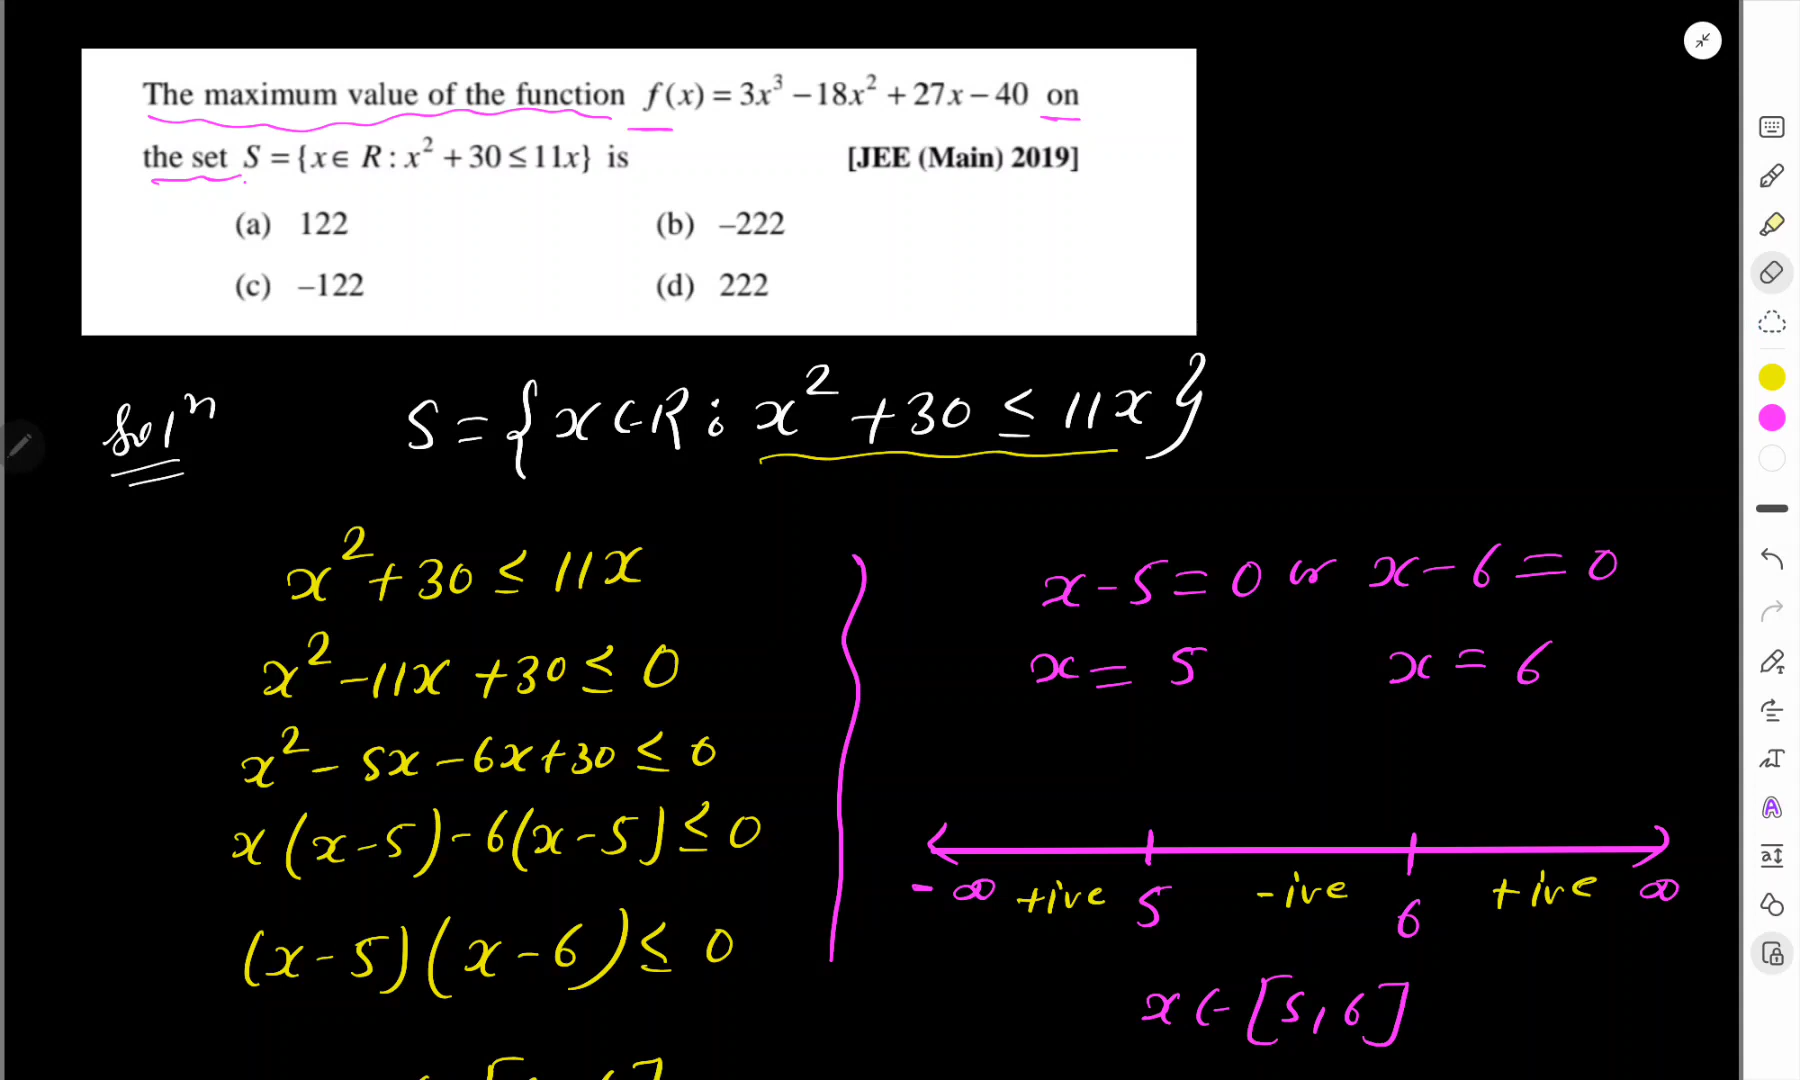 The maximum value of the function f(x) = 3x³ – 18x² + 27x – 40 on
the set S = {x∈ R : x² + 30 ≤ 11x} is [JEE (Main) 2019]
(a) 122 (b) –222
(c) –122 (d) 222
Solⁿ S = { x ∈ R : x² + 30 ≤ 11x }
x² + 30 ≤ 11x
x² - 11x + 30 ≤ 0
x² - 5x - 6x + 30 ≤ 0
x (x - 5) - 6(x - 5) ≤ 0
(x - 5) (x - 6) ≤ 0
x - 5 = 0 or x - 6 = 0
x = 5 x = 6
- ∞ +ive 5 -ive 6 +ive ∞
x ∈ [5, 6]